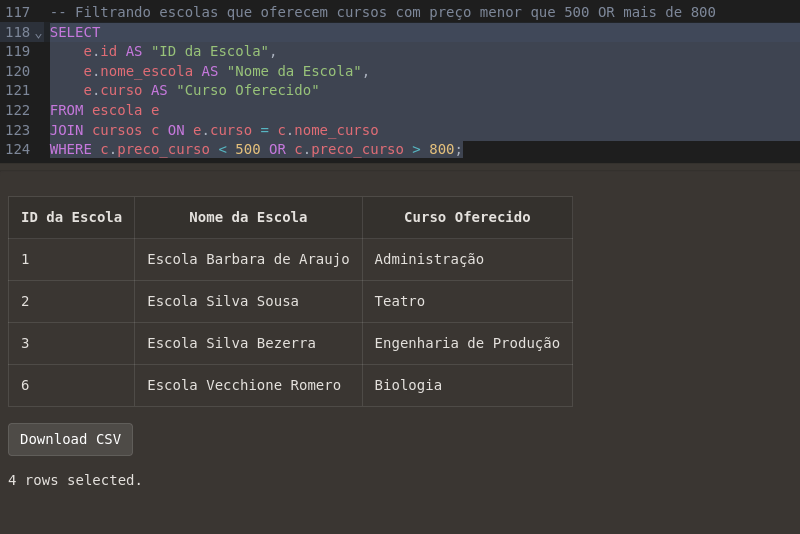 117 -- Filtrando escolas que oferecem cursos com preço menor que 500 OR mais de 800
118 SELECT
119 e.id AS "ID da Escola",
120 e.nome_escola AS "Nome da Escola",
121 e.curso AS "Curso Oferecido"
122 FROM escola e
123 JOIN cursos c ON e.curso = c.nome_curso
124 WHERE c.preco_curso < 500 OR c.preco_curso > 800;
ID da Escola Nome da Escola Curso Oferecido
1 Escola Barbara de Araujo Administração
2 Escola Silva Sousa Teatro
3 Escola Silva Bezerra Engenharia de Produção
6 Escola Vecchione Romero Biologia
Download CSV
4 rows selected.